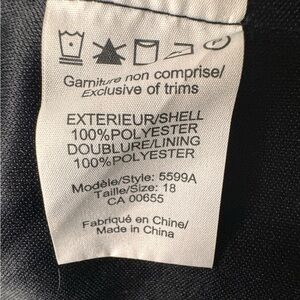 Garniture non comprise/
Exclusive of trims
EXTERIEUR/SHELL
100%POLYESTER
DOUBLURE/LINING
100%POLYESTER
Modèle/Style: 5599A
Taille/Size: 18
CA 00655
Fabriqué en Chine/
Made in China